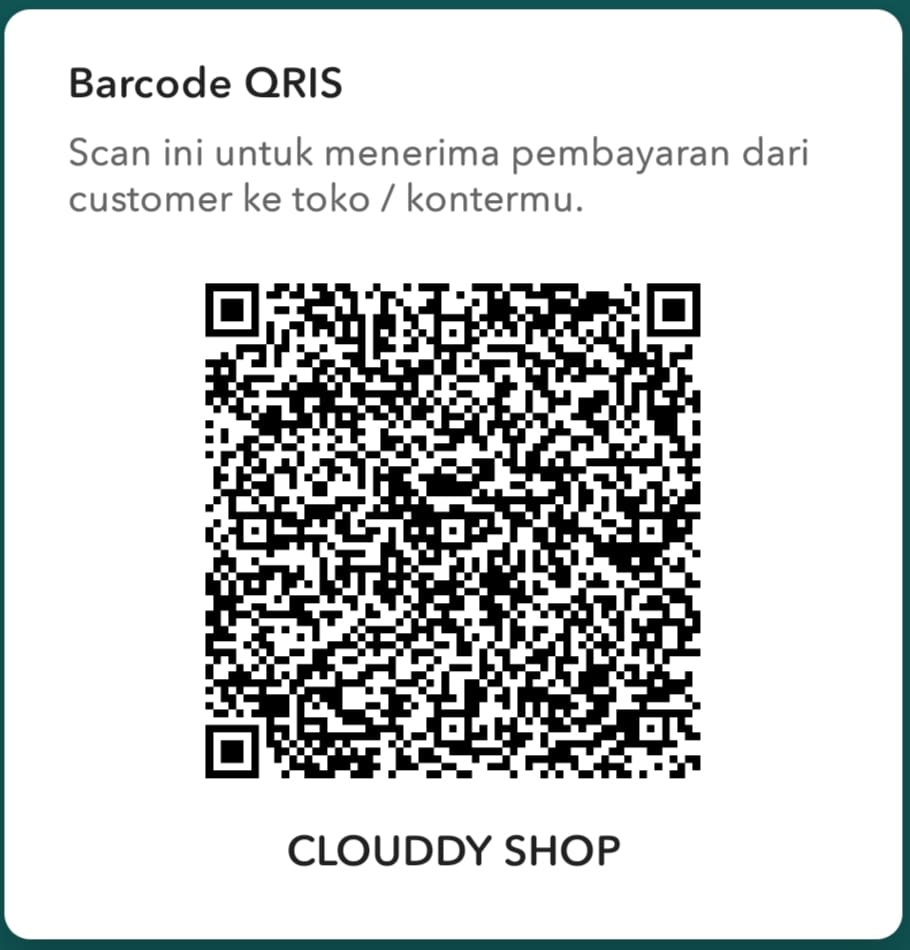 Barcode QRIS
Scan ini untuk menerima pembayaran dari
customer ke toko / kontermu.
CLOUDDY SHOP